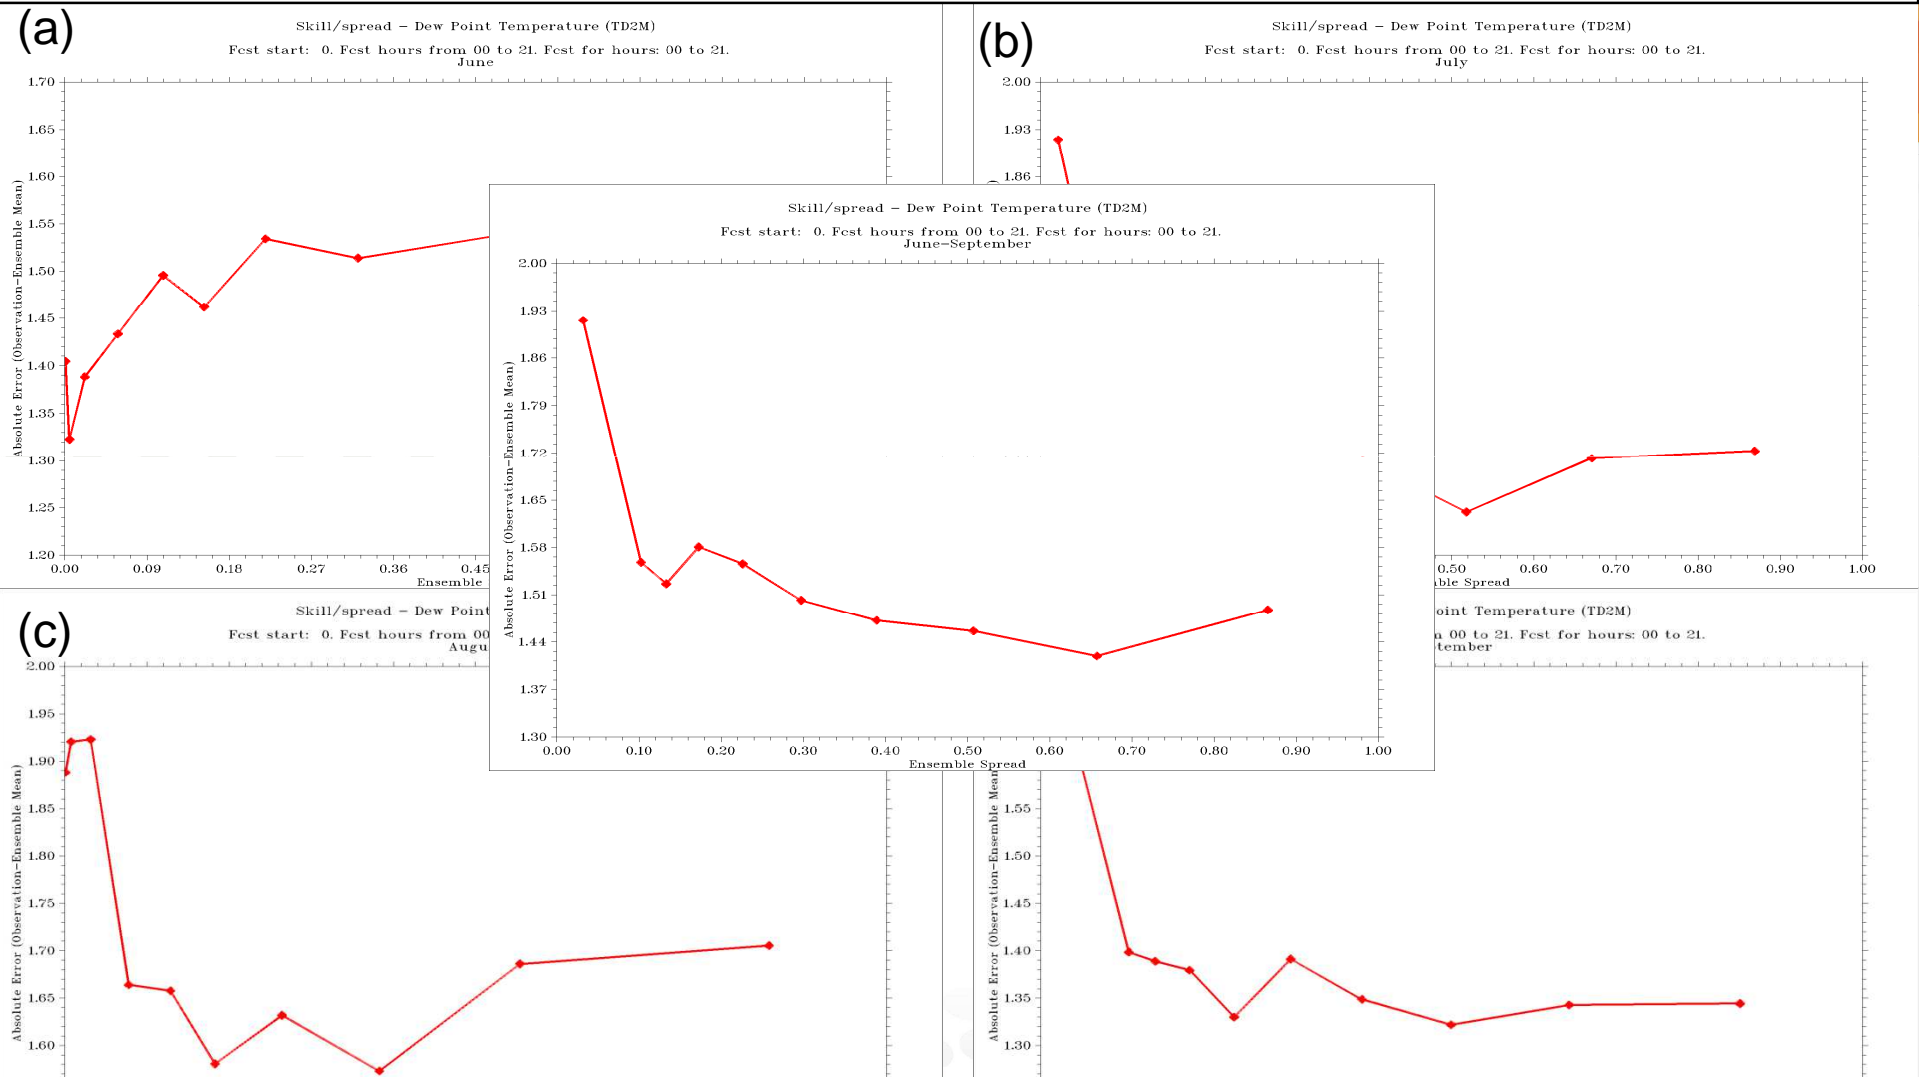 (a)
Skill/spread - Dew Point Temperature (TD2M)
Fcst start: 0. Fcst hours from 00 to 21. Fcst for hours: 00 to 21.
June
1.70
1.65
1.60
1.55
1.50
1.45
1.40
1.35
1.30
1.25
1.20
Absolute Error (Observation-Ensemble Mean)
0.00 0.09 0.18 0.27 0.36 0.45
Ensemble
(b)
Skill/spread - Dew Point Temperature (TD2M)
Fcst start: 0. Fcst hours from 00 to 21. Fcst for hours: 00 to 21.
July
2.00
1.93
1.86
)
0.50 0.60 0.70 0.80 0.90 1.00
ble Spread
Skill/spread - Dew Point Temperature (TD2M)
Fcst start: 0. Fcst hours from 00 to 21. Fcst for hours: 00 to 21.
June-September
2.00
1.93
1.86
1.79
1.72
1.65
1.58
1.51
1.44
1.37
1.30
Absolute Error (Observation-Ensemble Mean)
0.00 0.10 0.20 0.30 0.40 0.50 0.60 0.70 0.80 0.90 1.00
Ensemble Spread
(c)
Skill/spread - Dew Point
Fcst start: 0. Fcst hours from 00
Augu
2.00
1.95
1.90
1.85
1.80
1.75
1.70
1.65
1.60
Absolute Error (Observation-Ensemble Mean)
oint Temperature (TD2M)
00 to 21. Fcst for hours: 00 to 21.
tember
1.55
1.50
1.45
1.40
1.35
1.30
Absolute Error (Observation-Ensemble Mean